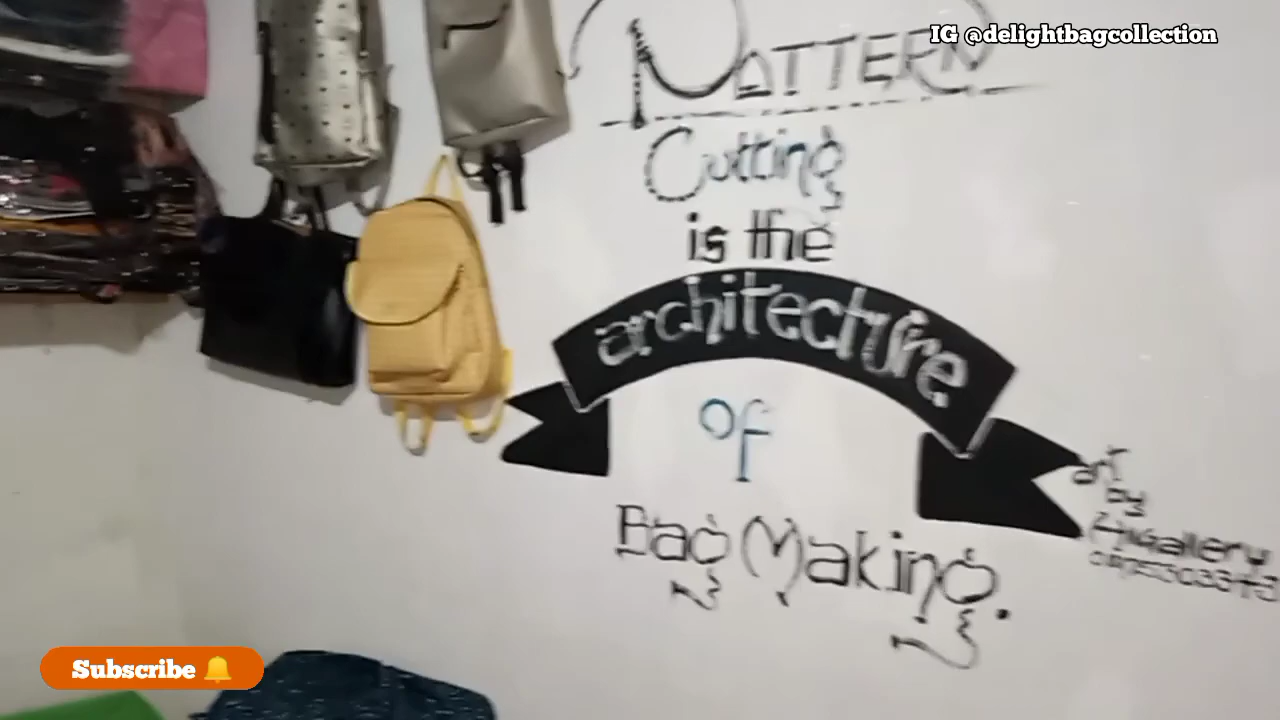 IG @delightbagcollection
PATTERN
Cutting
is the
architecture
of
Bag Making.
art
by
Subscribe